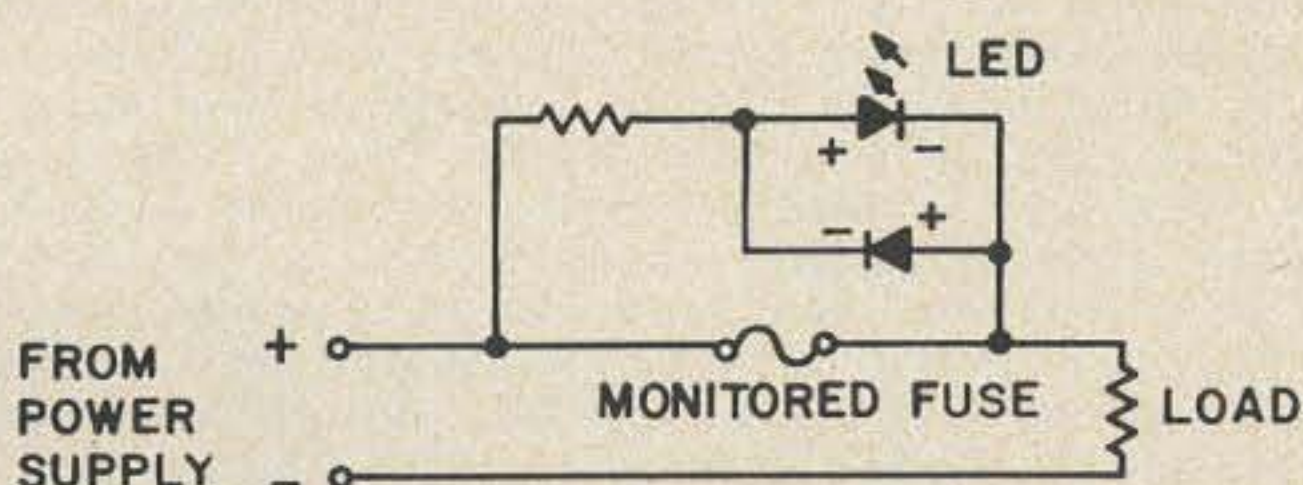 LED
+ -
- +
FROM + 
POWER
SUPPLY -
MONITORED FUSE
LOAD